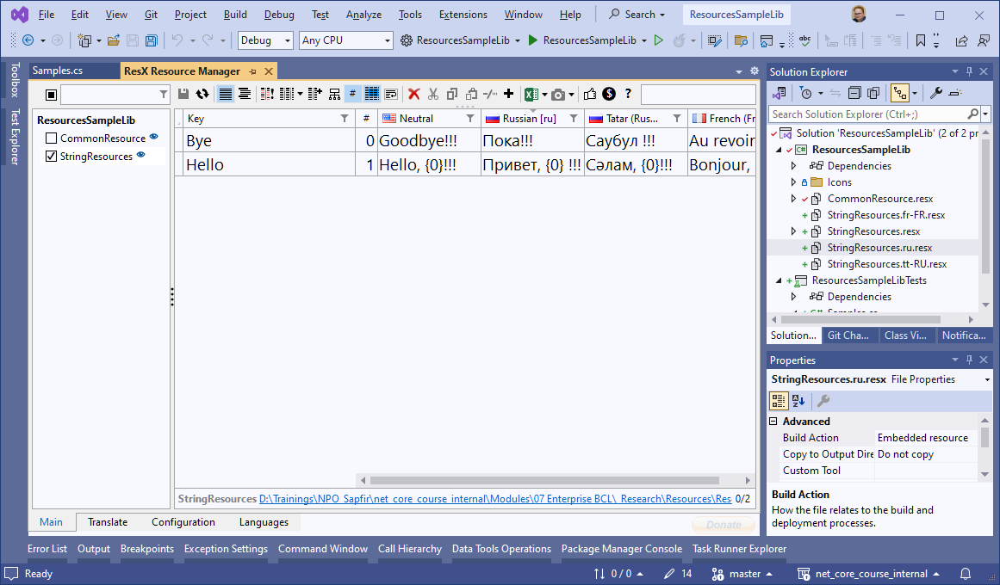 File Edit View Git Project Build Debug Test Analyze Tools Extensions Window Help Search ResourcesSampleLib
Debug Any CPU ResourcesSampleLib ResourcesSampleLib
Toolbox
Test Explorer
Samples.cs ResX Resource Manager
ResourcesSampleLib
CommonResource
StringResources
Key # Neutral Russian [ru] Tatar (Rus... French (Fr
Bye 0 Goodbye!!! Пока!!! Саубул !!! Au revoir
Hello 1 Hello, {0}!!! Привет, {0} !!! Сәлам, {0}!!! Bonjour,
StringResources D:\Trainings\NPO_Sapfir\net_core_course_internal\Modules\07 Enterprise BCL\_Research\Resources\Res 0/2
Main Translate Configuration Languages Donate
Solution Explorer
Search Solution Explorer (Ctrl+;)
Solution 'ResourcesSampleLib' (2 of 2 pr
ResourcesSampleLib
Dependencies
Icons
CommonResource.resx
StringResources.fr-FR.resx
StringResources.resx
StringResources.ru.resx
StringResources.tt-RU.resx
ResourcesSampleLibTests
Dependencies
Solution... Git Cha... Class Vi... Notifica...
Properties
StringResources.ru.resx File Properties
Advanced
Build Action Embedded resource
Copy to Output Dire Do not copy
Custom Tool
Build Action
How the file relates to the build and
deployment processes.
Error List Output Breakpoints Exception Settings Command Window Call Hierarchy Data Tools Operations Package Manager Console Task Runner Explorer
Ready 0 / 0 14 master net_core_course_internal